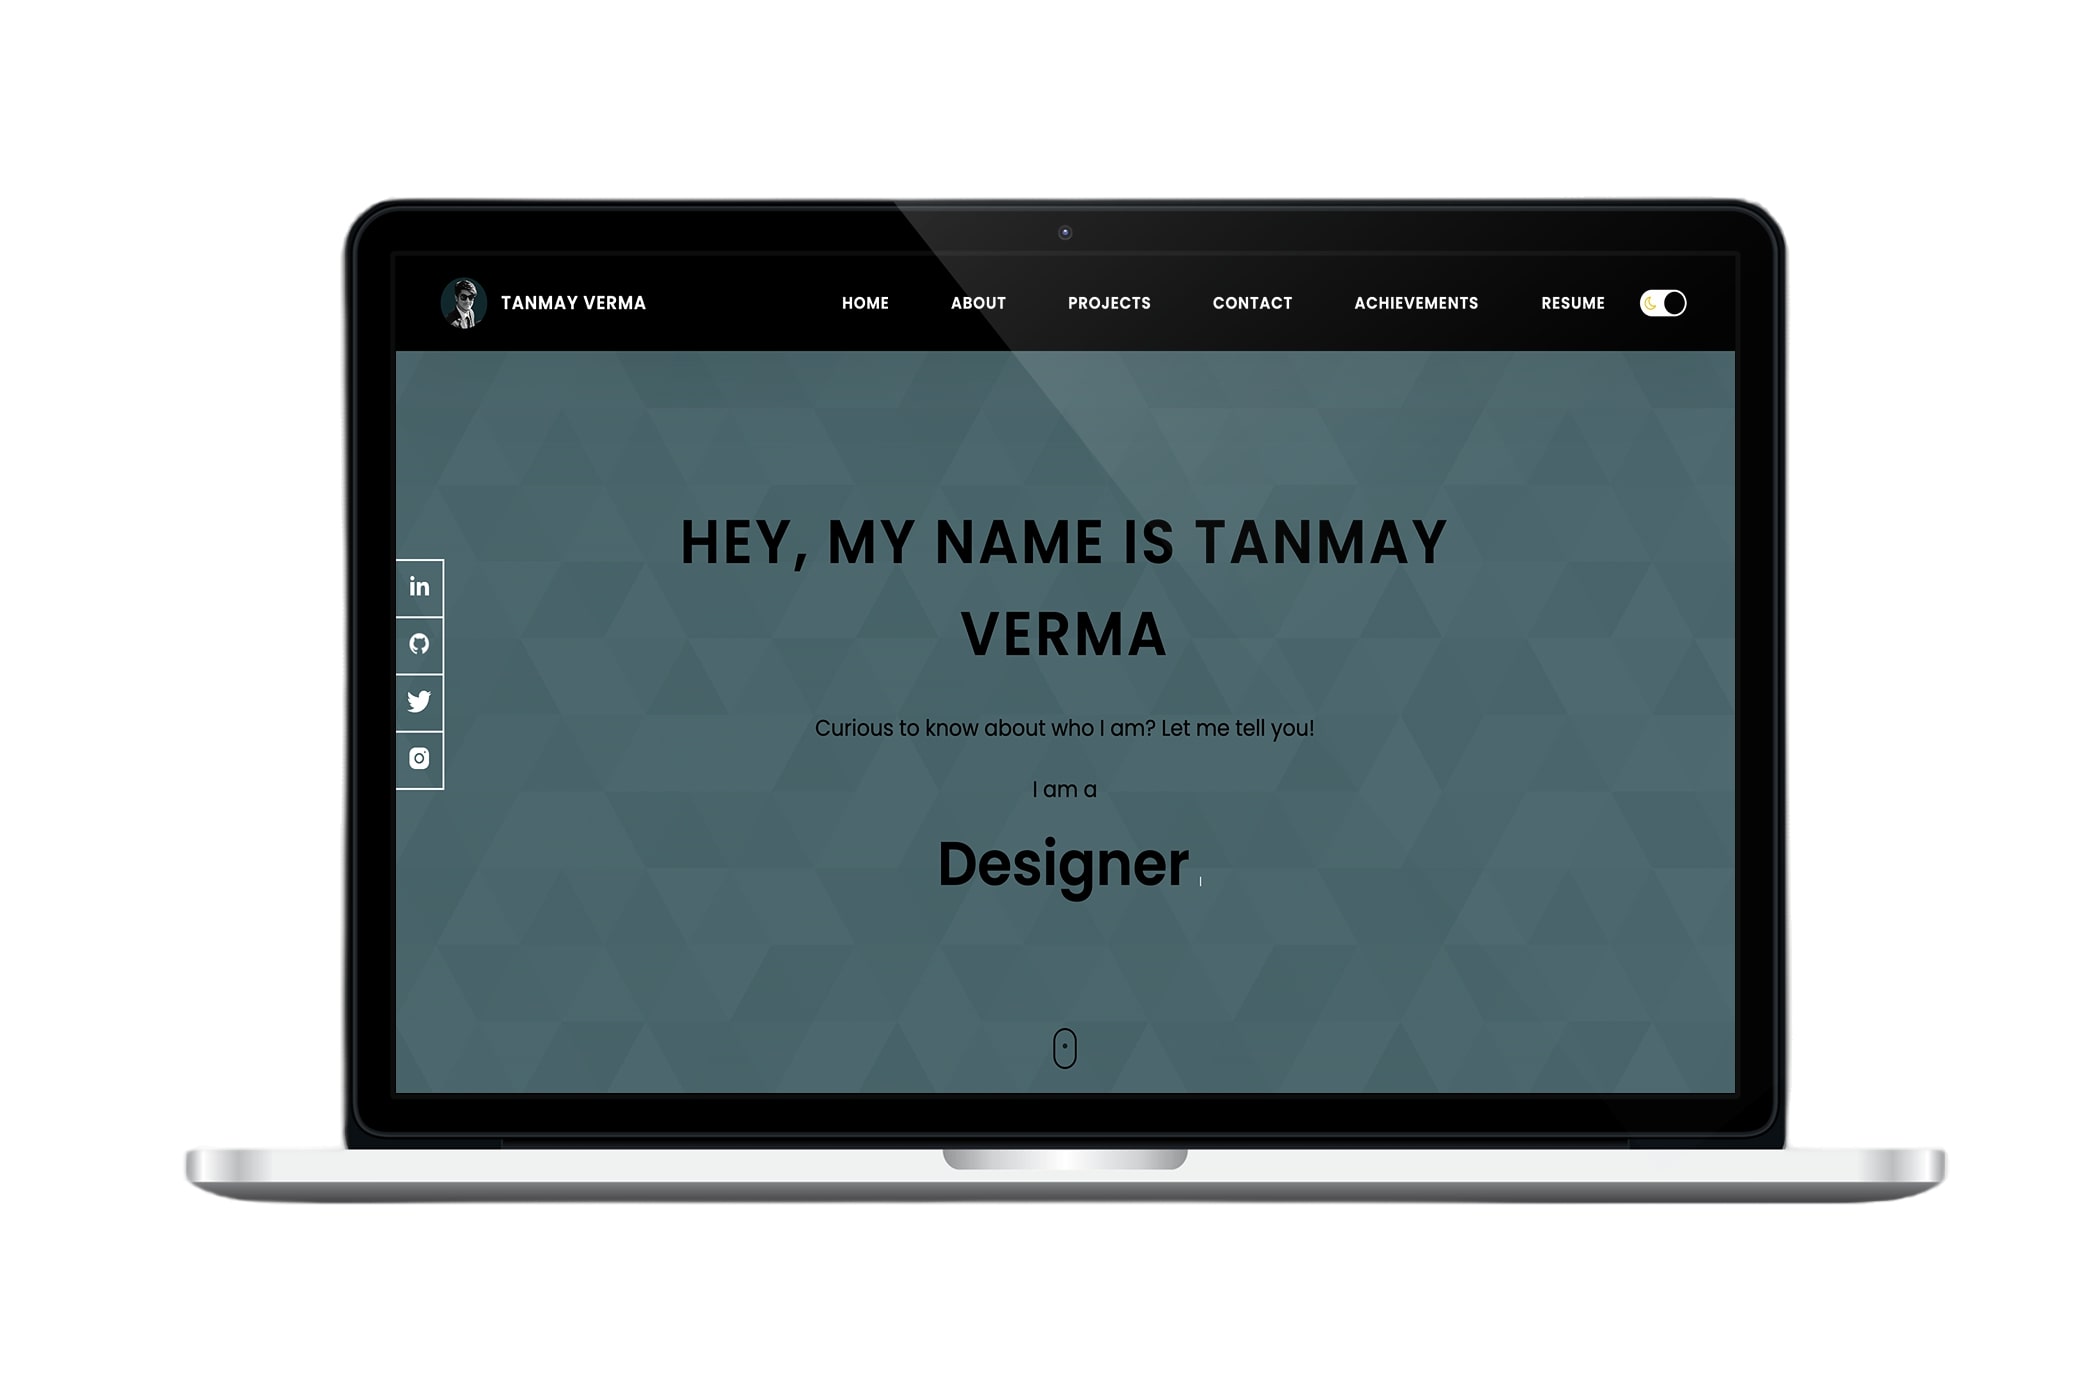 TANMAY VERMA
HOME ABOUT PROJECTS CONTACT ACHIEVEMENTS RESUME
HEY, MY NAME IS TANMAY
VERMA
Curious to know about who I am? Let me tell you!
I am a
Designer
in